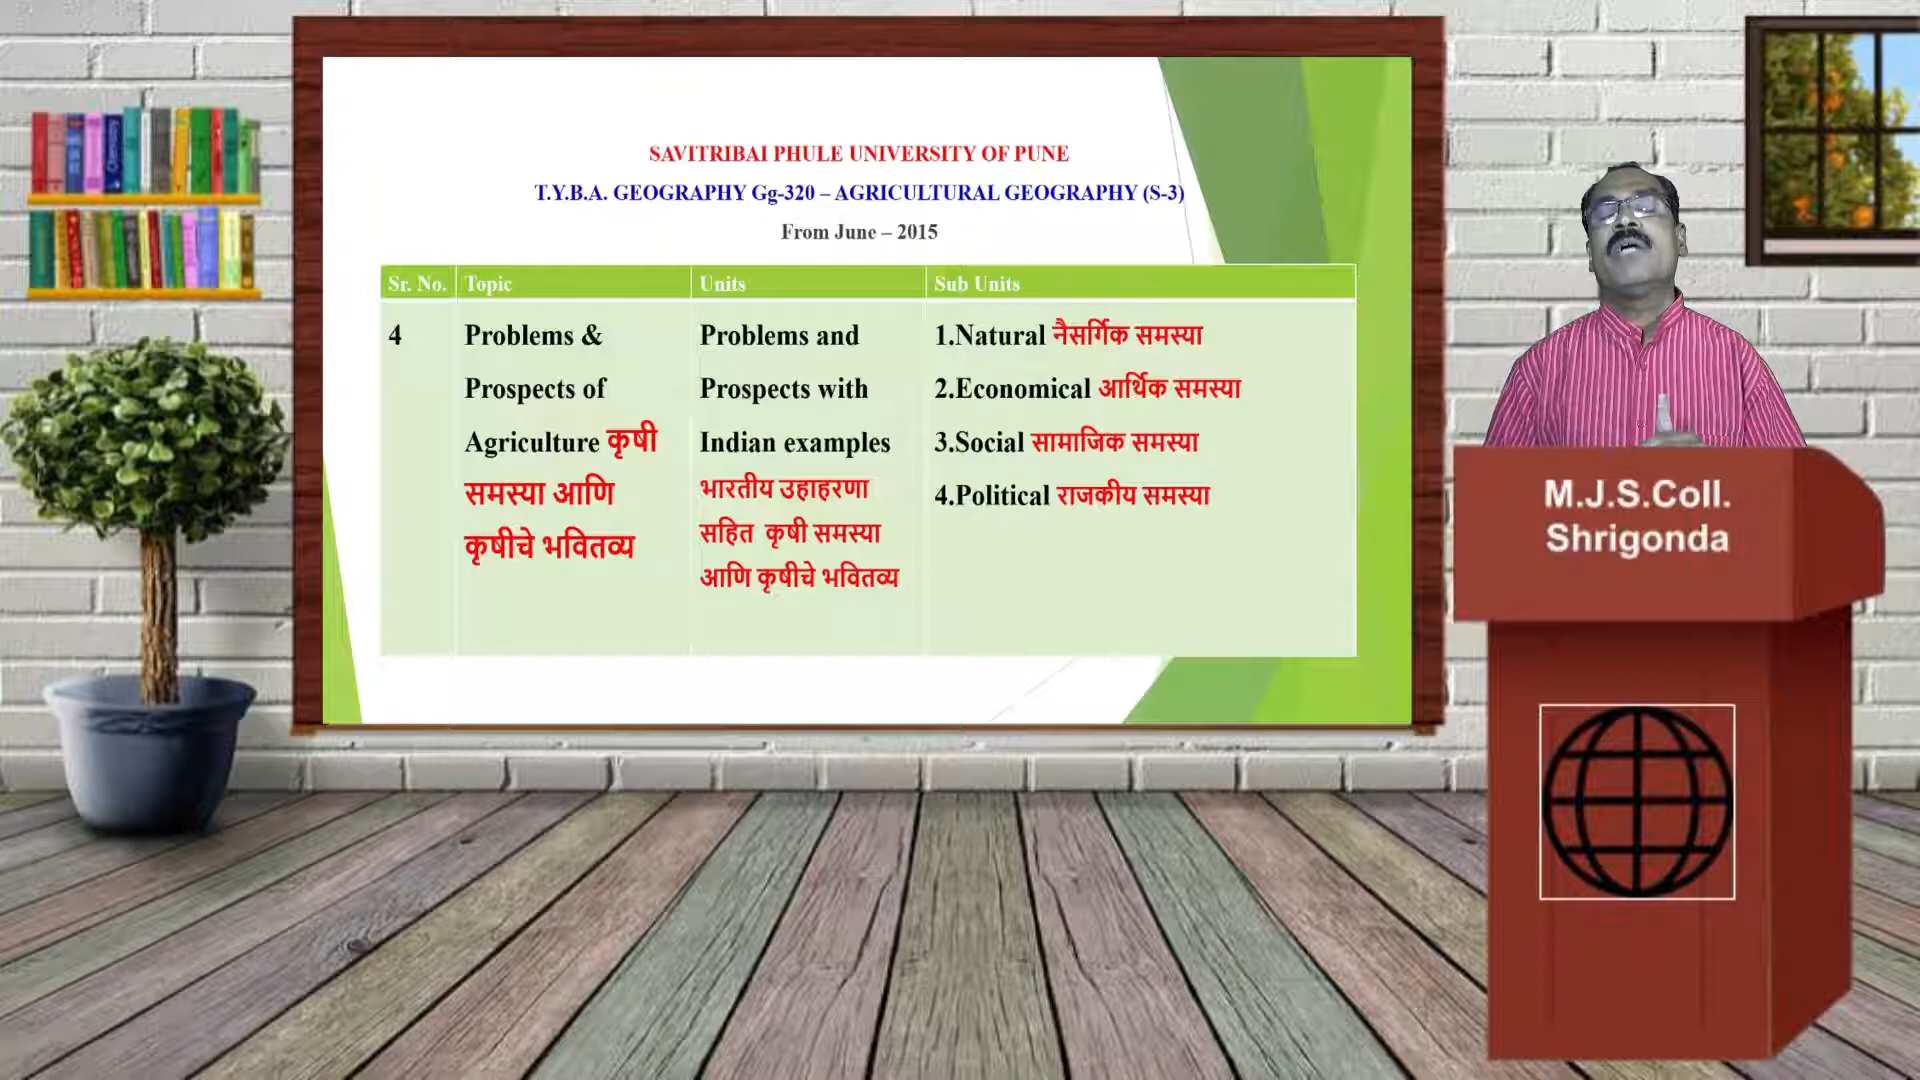 SAVITRIBAI PHULE UNIVERSITY OF PUNE
T.Y.B.A. GEOGRAPHY Gg-320 – AGRICULTURAL GEOGRAPHY (S-3)
From June – 2015
Sr. No. Topic Units Sub Units
4
Problems &
Prospects of
Agriculture कृषी
समस्या आणि
कृषीचे भवितव्य
Problems and
Prospects with
Indian examples
भारतीय उहाहरणा
सहित कृषी समस्या
आणि कृषीचे भवितव्य
1.Natural नैसर्गिक समस्या
2.Economical आर्थिक समस्या
3.Social सामाजिक समस्या
4.Political राजकीय समस्या
M.J.S.Coll.
Shrigonda